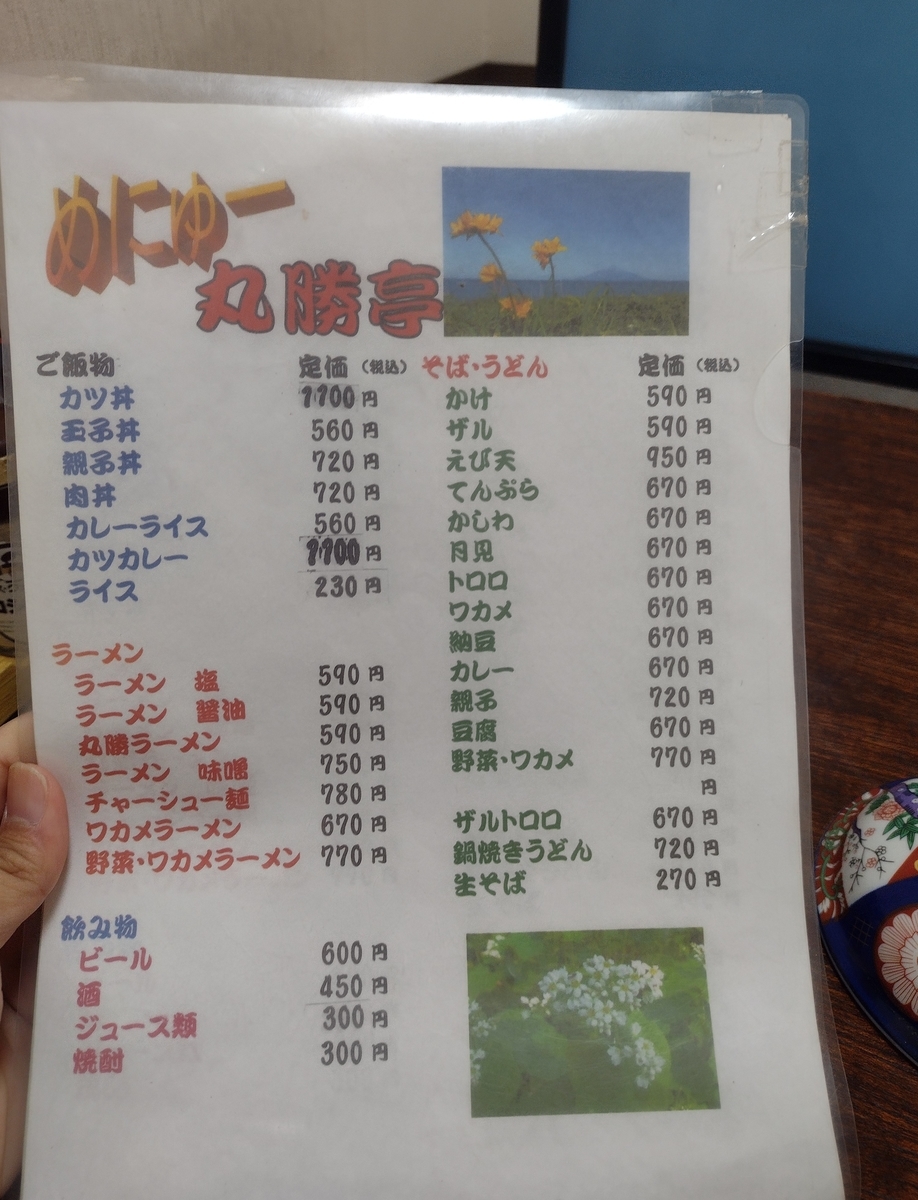 めにゅー
丸勝亭
ご飯物 定価（税込）
カツ丼 1100円
玉子丼 560円
親子丼 720円
肉丼 720円
カレーライス 560円
カツカレー 1100円
ライス 230円
ラーメン
ラーメン 塩 590円
ラーメン 醤油 590円
丸勝ラーメン 590円
ラーメン 味噌 750円
チャーシュー麺 780円
ワカメラーメン 670円
野菜・ワカメラーメン 770円
飲み物
ビール 600円
酒 450円
ジュース類 300円
焼酎 300円
そば・うどん 定価（税込）
かけ 590円
ザル 590円
えび天 950円
てんぷら 670円
かしわ 670円
月見 670円
トロロ 670円
ワカメ 670円
納豆 670円
カレー 670円
親子 720円
豆腐 670円
野菜・ワカメ 770円
円
ザルトロロ 670円
鍋焼きうどん 720円
生そば 270円